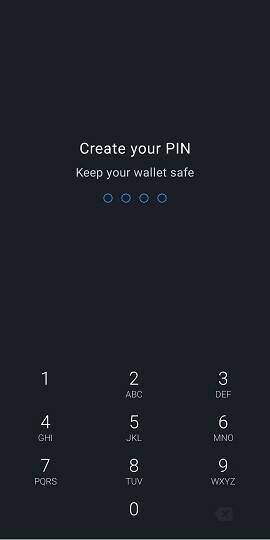 Create your PIN
Keep your wallet safe
1 2 3
ABC DEF
4 5 6
GHI JKL MNO
7 8 9
PQRS TUV WXYZ
0